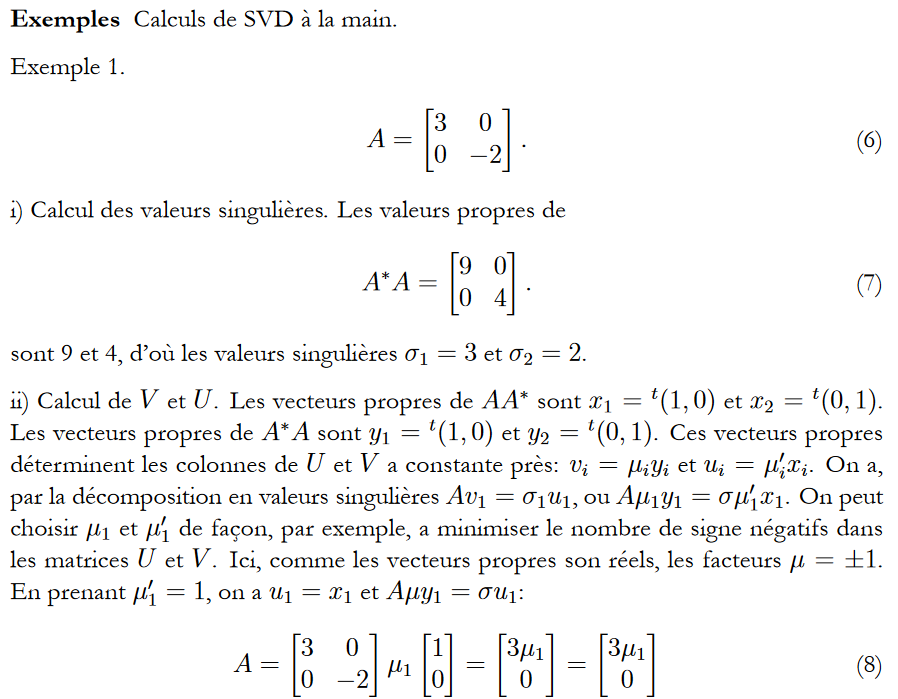 Exemples Calculs de SVD à la main.
Exemple 1.
A = [3 0; 0 −2]. (6)
i) Calcul des valeurs singulières. Les valeurs propres de
A*A = [9 0; 0 4]. (7)
sont 9 et 4, d'où les valeurs singulières σ₁ = 3 et σ₂ = 2.
ii) Calcul de V et U. Les vecteurs propres de AA* sont x₁ = ᵗ(1, 0) et x₂ = ᵗ(0, 1).
Les vecteurs propres de A*A sont y₁ = ᵗ(1, 0) et y₂ = ᵗ(0, 1). Ces vecteurs propres
déterminent les colonnes de U et V a constante près: vᵢ = μᵢyᵢ et uᵢ = μ′ᵢxᵢ. On a,
par la décomposition en valeurs singulières Av₁ = σ₁u₁, ou Aμ₁y₁ = σμ′₁x₁. On peut
choisir μ₁ et μ′₁ de façon, par exemple, a minimiser le nombre de signe négatifs dans
les matrices U et V. Ici, comme les vecteurs propres son réels, les facteurs μ = ±1.
En prenant μ′₁ = 1, on a u₁ = x₁ et Aμy₁ = σu₁:
A = [3 0; 0 −2] μ₁ [1; 0] = [3μ₁; 0] = [3μ₁; 0] (8)